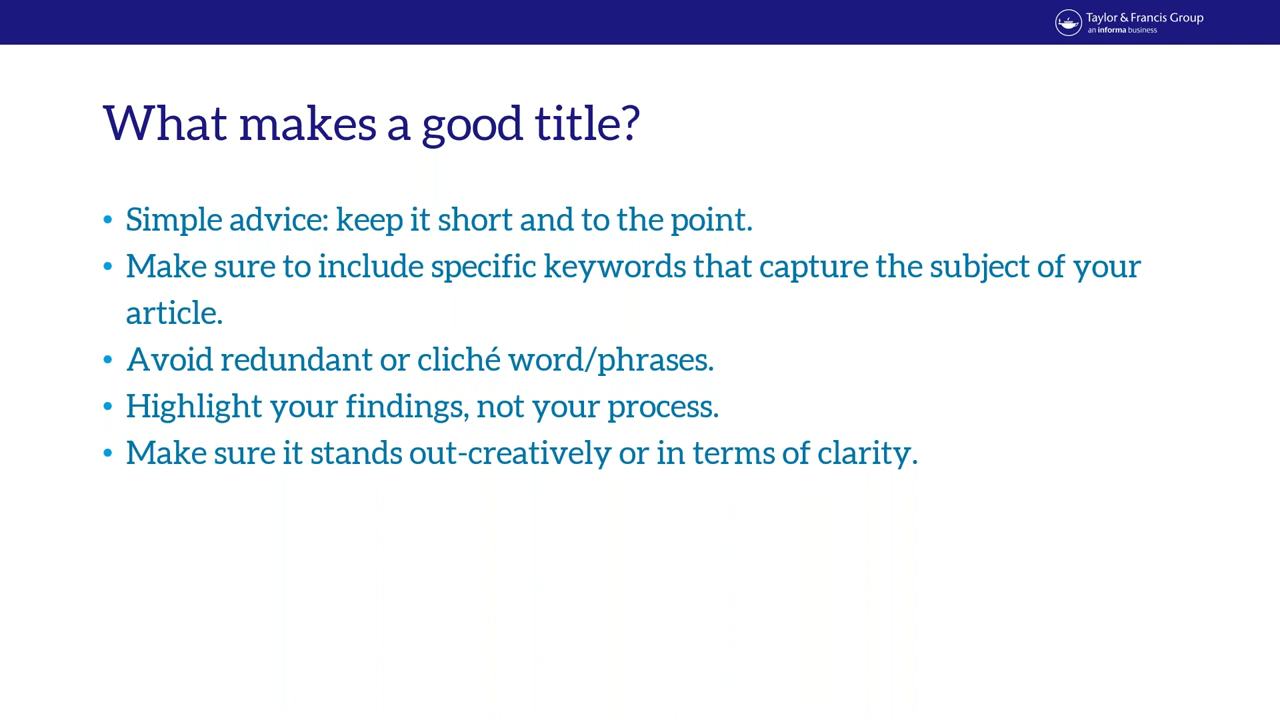 Taylor & Francis Group
an informa business
What makes a good title?
• Simple advice: keep it short and to the point.
• Make sure to include specific keywords that capture the subject of your
article.
• Avoid redundant or cliché word/phrases.
• Highlight your findings, not your process.
• Make sure it stands out-creatively or in terms of clarity.